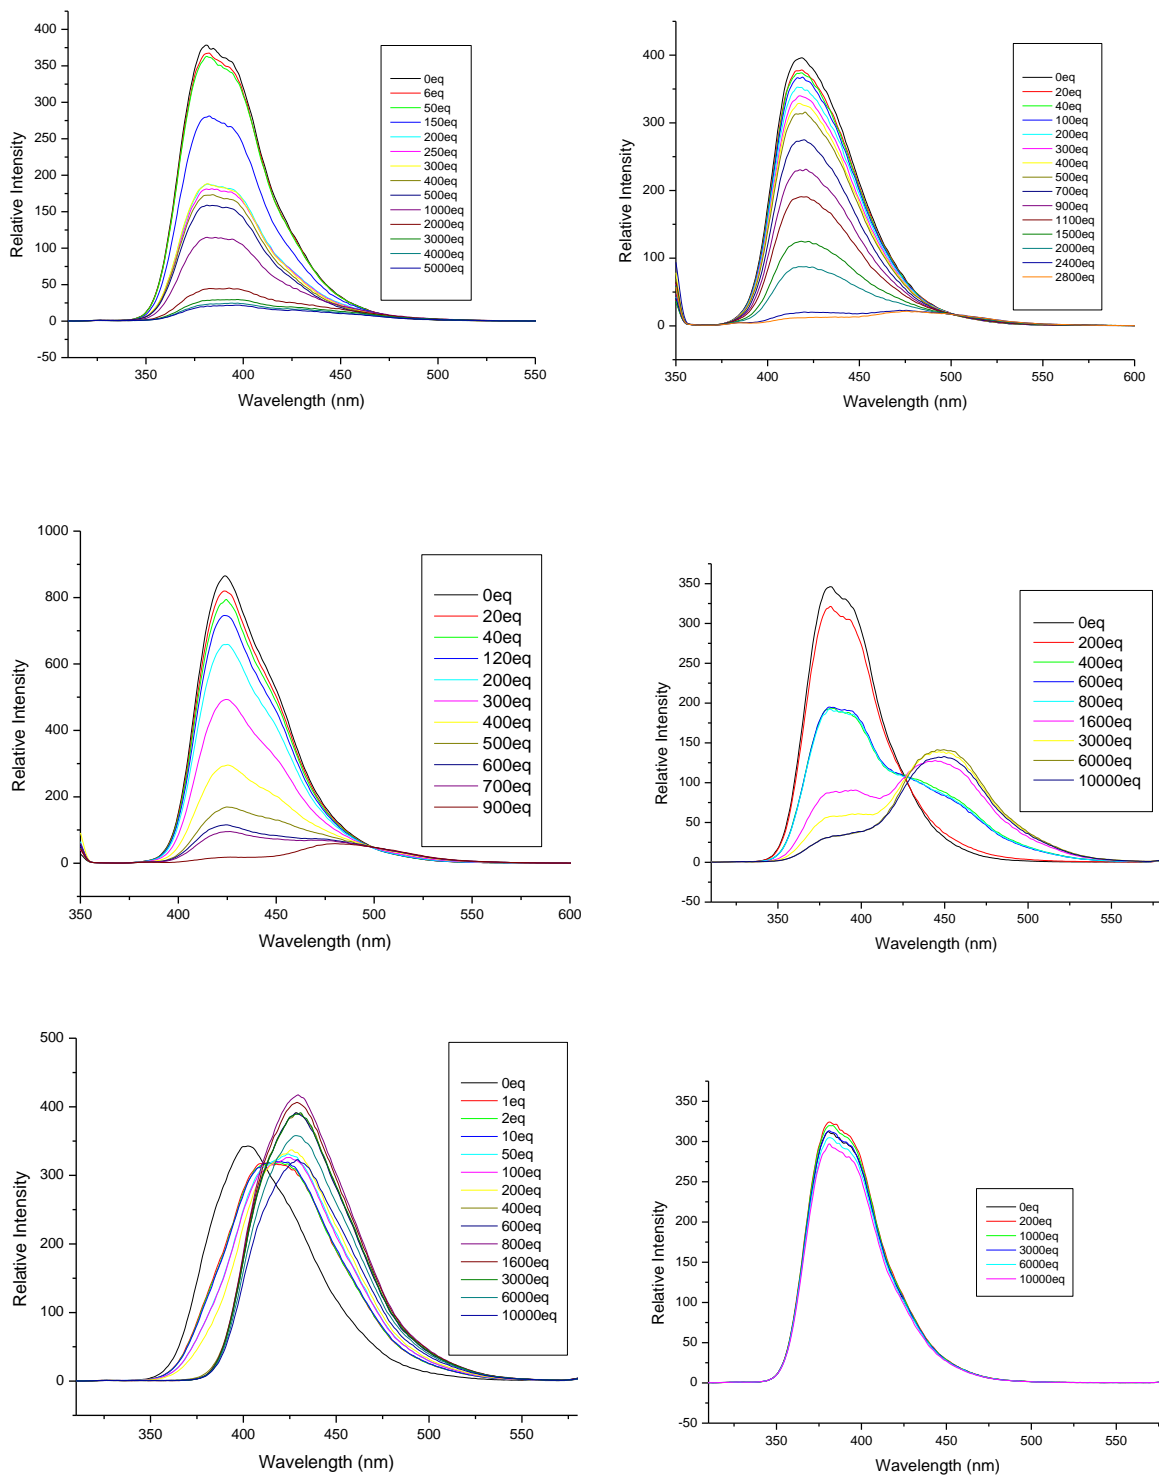 400
350
300
250
200
150
100
50
0
-50
350
400
450
500
550
Relative Intensity
Wavelength (nm)
0eq
6eq
50eq
150eq
200eq
250eq
300eq
400eq
500eq
1000eq
2000eq
3000eq
4000eq
5000eq
400
300
200
100
0
350
400
450
500
550
600
Relative Intensity
Wavelength (nm)
0eq
20eq
40eq
100eq
200eq
300eq
400eq
500eq
700eq
900eq
1100eq
1500eq
2000eq
2400eq
2800eq
1000
800
600
400
200
0
-100
350
400
450
500
550
600
Relative Intensity
Wavelength (nm)
0eq
20eq
40eq
120eq
200eq
300eq
400eq
500eq
600eq
700eq
900eq
350
300
250
200
150
100
50
0
-50
350
400
450
500
550
Relative Intensity
Wavelength (nm)
0eq
200eq
400eq
600eq
800eq
1600eq
3000eq
6000eq
10000eq
500
400
300
200
100
0
350
400
450
500
550
Relative Intensity
Wavelength (nm)
0eq
1eq
2eq
10eq
50eq
100eq
200eq
400eq
600eq
800eq
1600eq
3000eq
6000eq
10000eq
350
300
250
200
150
100
50
0
-50
350
400
450
500
550
Relative Intensity
Wavelength (nm)
0eq
200eq
1000eq
3000eq
6000eq
10000eq